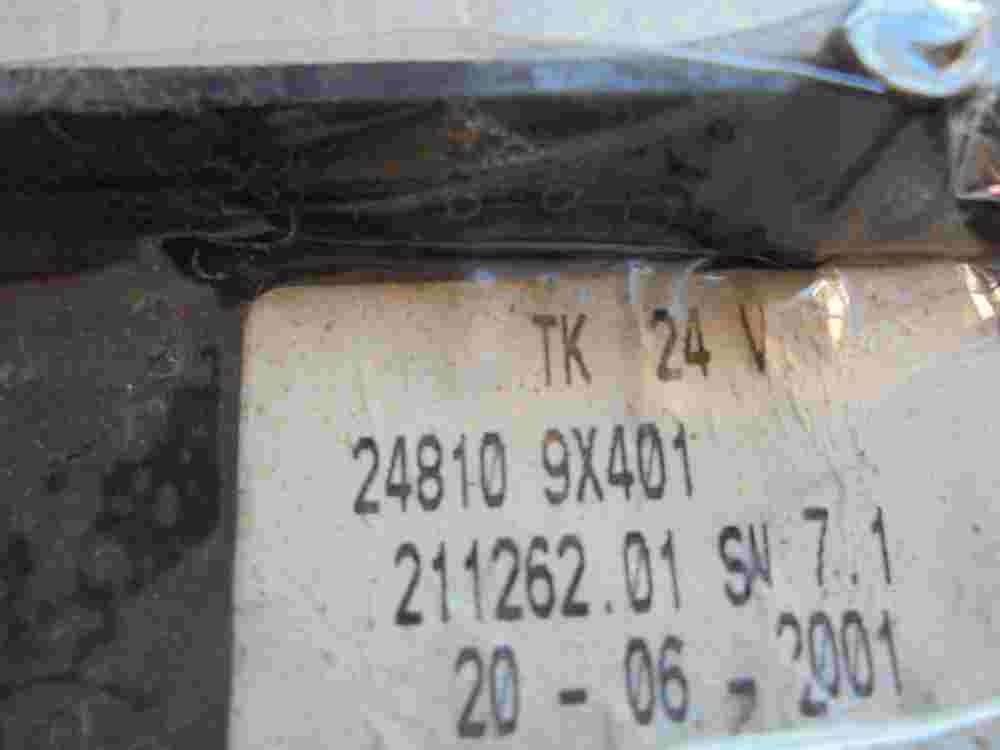 TK 24 V
24810 9X401
211262.01 SW 7.1
20 - 06 - 2001